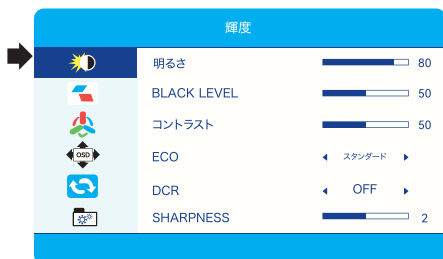 輝度
明るさ 80
BLACK LEVEL 50
コントラスト 50
OSD
ECO スタンダード
DCR OFF
SHARPNESS 2